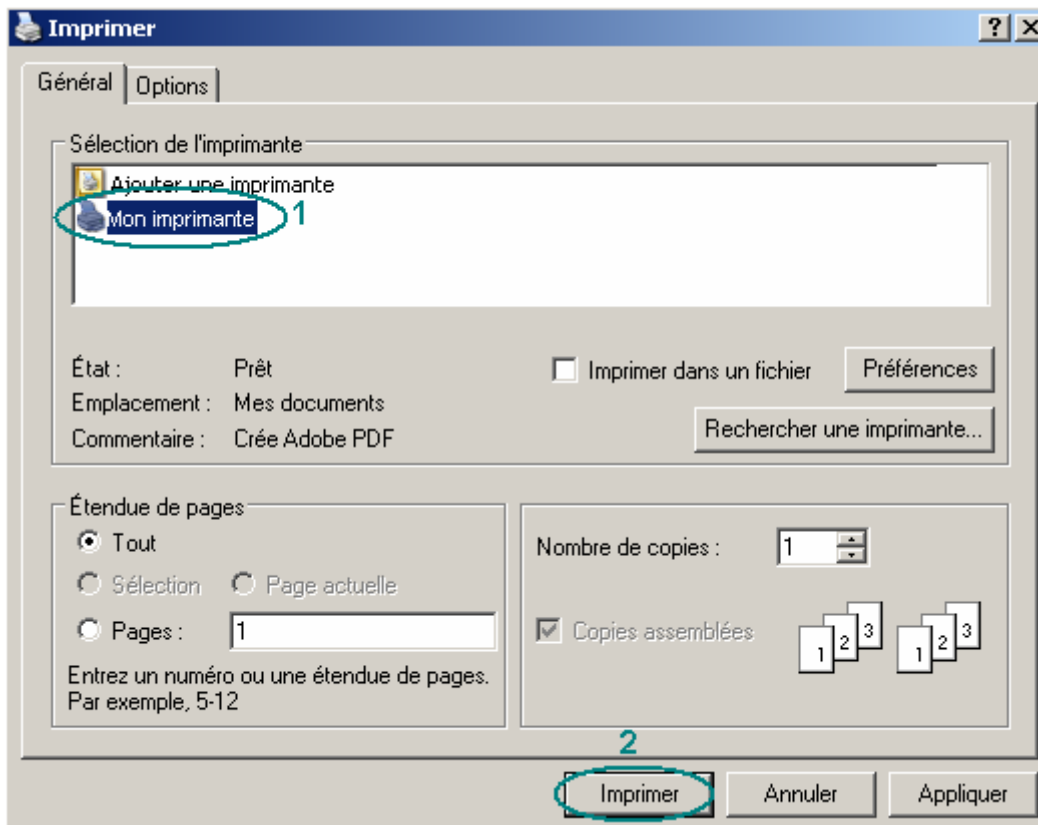 Imprimer
Général Options
Sélection de l'imprimante
Ajouter une imprimante
Mon imprimante 1
État : Prêt
Imprimer dans un fichier Préférences
Emplacement : Mes documents
Commentaire : Crée Adobe PDF
Rechercher une imprimante...
Étendue de pages
Tout
Sélection Page actuelle
Pages : 1
Entrez un numéro ou une étendue de pages.
Par exemple, 5-12
Nombre de copies : 1
Copies assemblées 1 2 3 1 2 3
2
Imprimer Annuler Appliquer